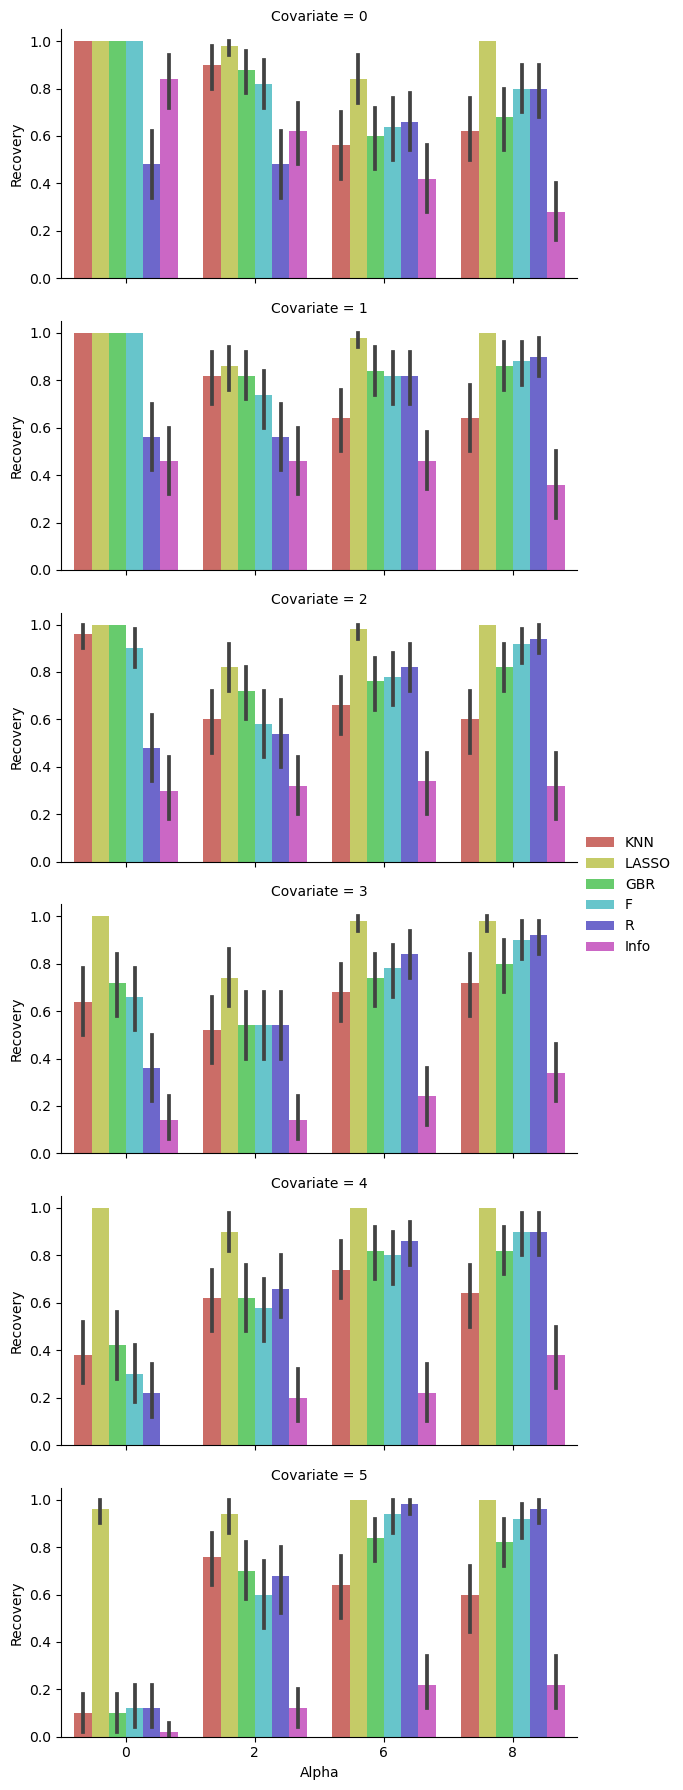 Covariate = 0
1.0
0.8
0.6
0.4
0.2
0.0
Recovery
Covariate = 1
1.0
0.8
0.6
0.4
0.2
0.0
Recovery
Covariate = 2
1.0
0.8
0.6
0.4
0.2
0.0
Recovery
KNN
LASSO
GBR
F
R
Info
Covariate = 3
1.0
0.8
0.6
0.4
0.2
0.0
Recovery
Covariate = 4
1.0
0.8
0.6
0.4
0.2
0.0
Recovery
Covariate = 5
1.0
0.8
0.6
0.4
0.2
0.0
Recovery
0 2 6 8
Alpha